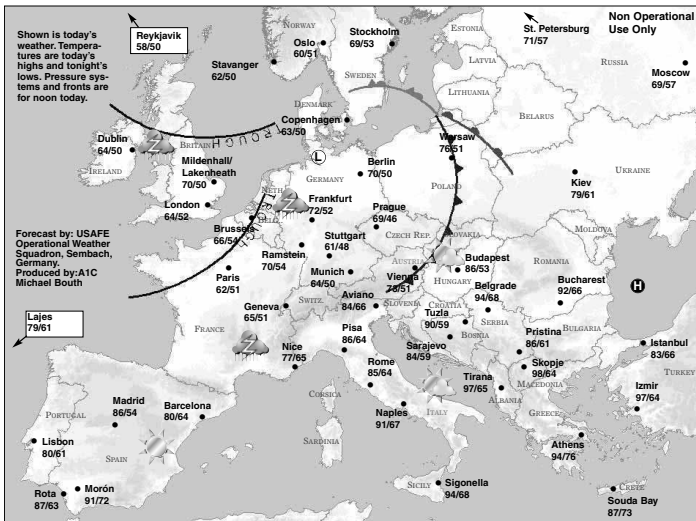 Shown is today's
weather. Tempera-
tures are today's
highs and tonight's
lows. Pressure sys-
tems and fronts are
for noon today.
Reykjavik
58/50
NORWAY
Oslo
60/51
Stockholm
69/53
Stavanger
62/50
SWEDEN
ESTONIA
St. Petersburg
71/57
Non Operational
Use Only
LATVIA
RUSSIA
Moscow
69/57
LITHUANIA
BELARUS
DENMARK
Copenhagen
63/50
TROUGH
Dublin
64/50
IRELAND
BRITAIN
Mildenhall/
Lakenheath
70/50
London
64/52
L
Berlin
70/50
GERMANY
Warsaw
76/51
POLAND
Kiev
79/61
UKRAINE
NETH
BELG
Brussels
66/54
Frankfurt
72/52
Prague
69/46
CZECH REP.
SLOVAKIA
MOLDOVA
Forecast by: USAFE
Operational Weather
Squadron, Sembach,
Germany.
Produced by:A1C
Michael Bouth
Ramstein
70/54
Stuttgart
61/48
Munich
64/50
AUSTRIA
Vienna
73/51
Budapest
86/53
HUNGARY
ROMANIA
Paris
62/51
FRANCE
Geneva
65/51
SWITZ.
Aviano
84/66
SLOVENIA
CROATIA
Belgrade
94/68
Bucharest
92/66
H
Lajes
79/61
Tuzla
90/59
BOSNIA
SERBIA
Sarajevo
84/59
Pristina
86/61
BULGARIA
Istanbul
83/66
Nice
77/65
Pisa
86/64
Rome
85/64
Skopje
98/64
MACEDONIA
Tirana
97/65
ALBANIA
TURKEY
Izmir
97/64
CORSICA
ITALY
Naples
91/67
GREECE
Madrid
86/54
Barcelona
80/64
PORTUGAL
Lisbon
80/61
SPAIN
SARDINIA
Athens
94/76
Rota
87/63
Morón
91/72
SICILY
Sigonella
94/68
CRETE
Souda Bay
87/73